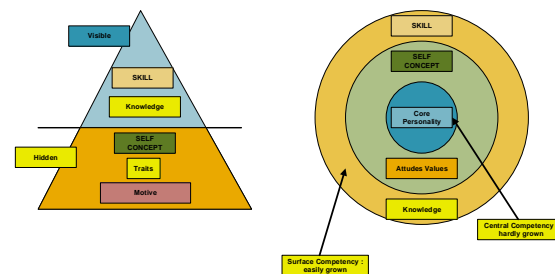 Visible
SKILL
Knowledge
SELF
CONCEPT
Hidden
Traits
Motive
SKILL
SELF
CONCEPT
Core
Personality
Attudes Values
Knowledge
Central Competency
hardly grown
Surface Competency :
easily grown